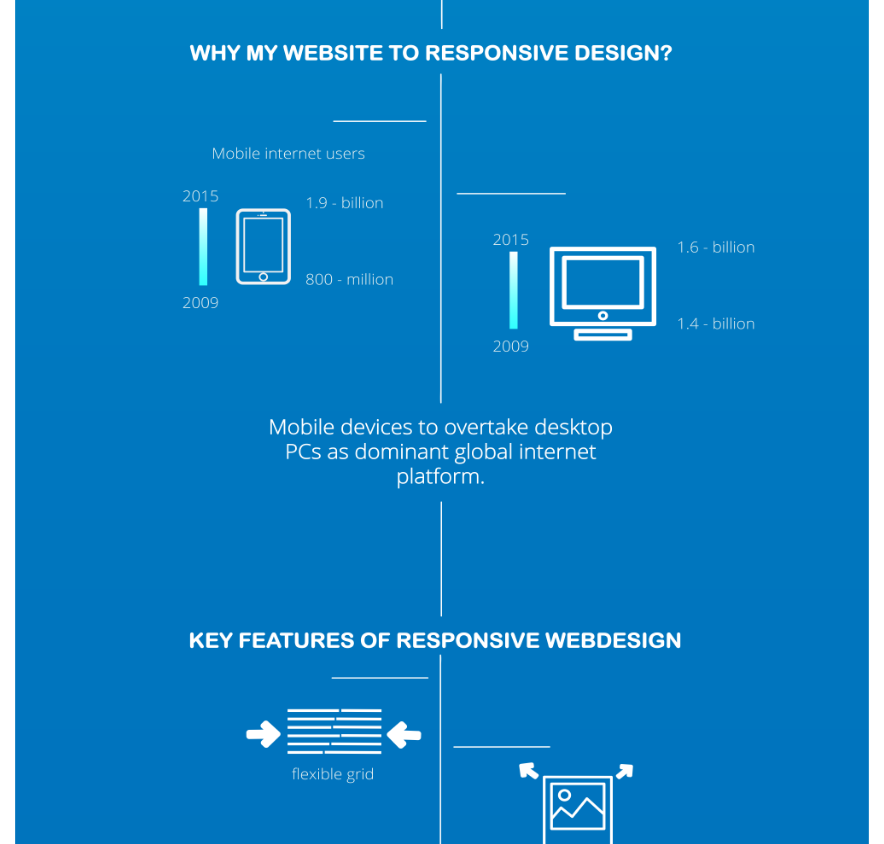 WHY MY WEBSITE TO RESPONSIVE DESIGN?
Mobile internet users
2015
1.9 - billion
800 - million
2009
2015
1.6 - billion
1.4 - billion
2009
Mobile devices to overtake desktop
PCs as dominant global internet
platform.
KEY FEATURES OF RESPONSIVE WEBDESIGN
flexible grid